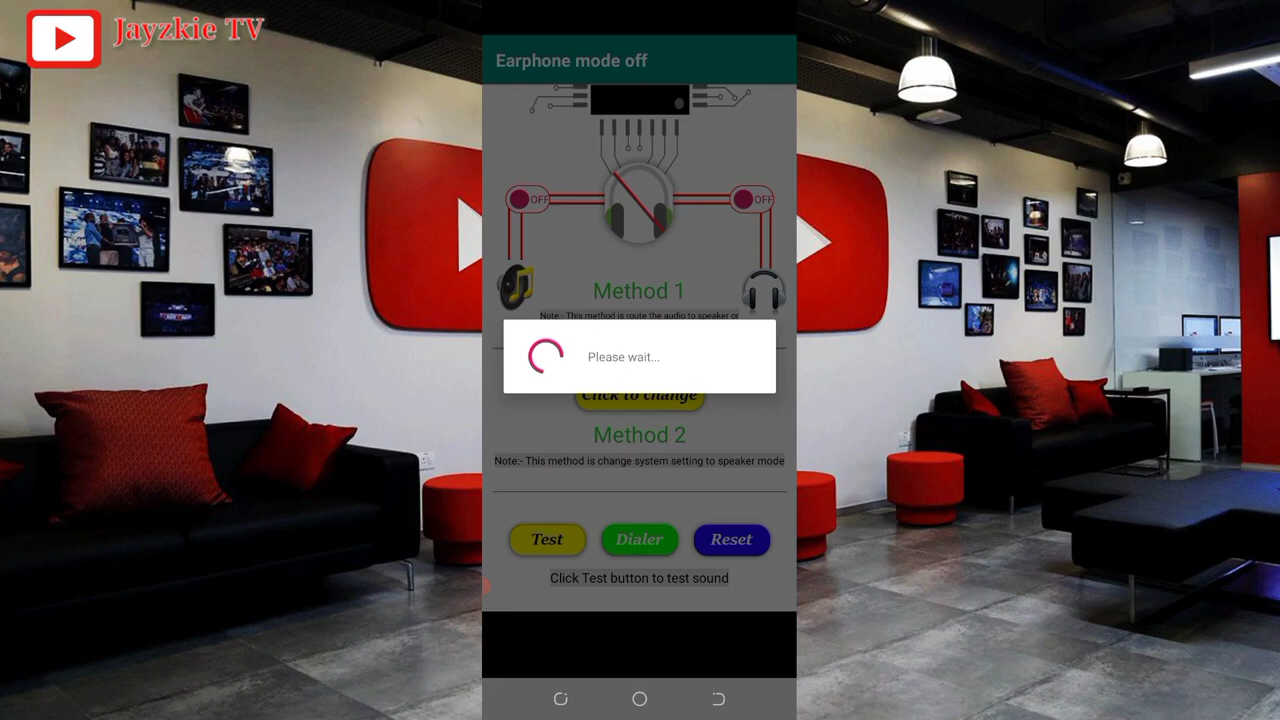 Jayzkie TV
Earphone mode off
OFF
OFF
Method 1
Note:- This method is route the audio to speaker or
Please wait...
Click to change
Method 2
Note:- This method is change system setting to speaker mode
Test
Dialer
Reset
Click Test button to test sound